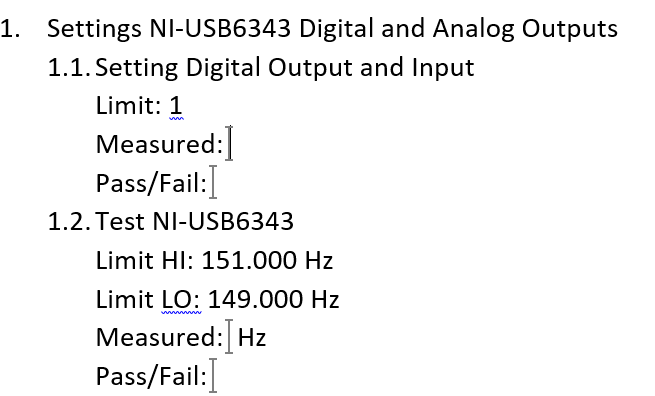 1. Settings NI-USB6343 Digital and Analog Outputs
1.1. Setting Digital Output and Input
Limit: 1
Measured:
Pass/Fail:
1.2. Test NI-USB6343
Limit HI: 151.000 Hz
Limit LO: 149.000 Hz
Measured: Hz
Pass/Fail: